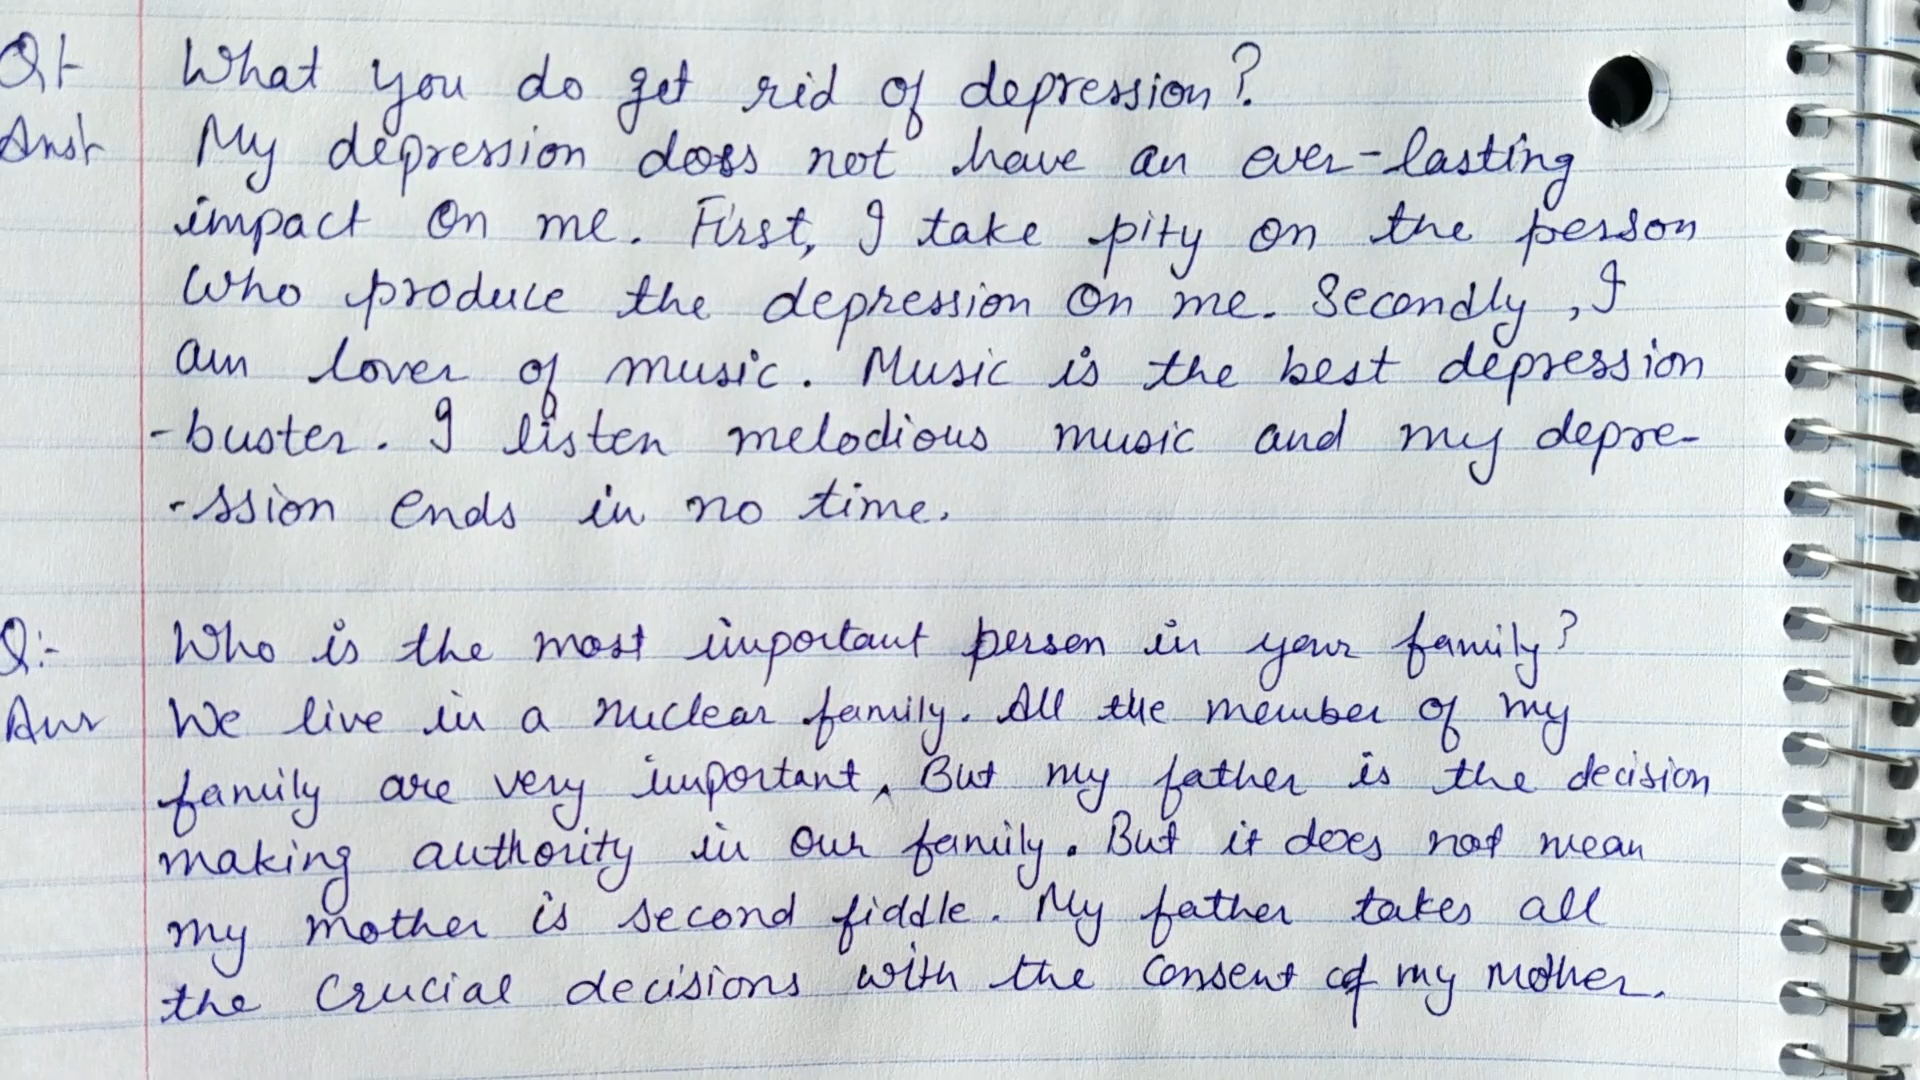 Q:- What you do get rid of depression?
Ans:- My depression does not have an ever-lasting
impact on me. First, I take pity on the person
who produce the depression on me. Secondly, I
am lover of music. Music is the best depression
-buster. I listen melodious music and my depre-
-ssion ends in no time.
Q:- Who is the most important person in your family?
Ans We live in a nuclear family. All the member of my
family are very important. But my father is the decision
making authority in our family. But it does not mean
my mother is second fiddle. My father takes all
the crucial decisions with the consent of my mother.